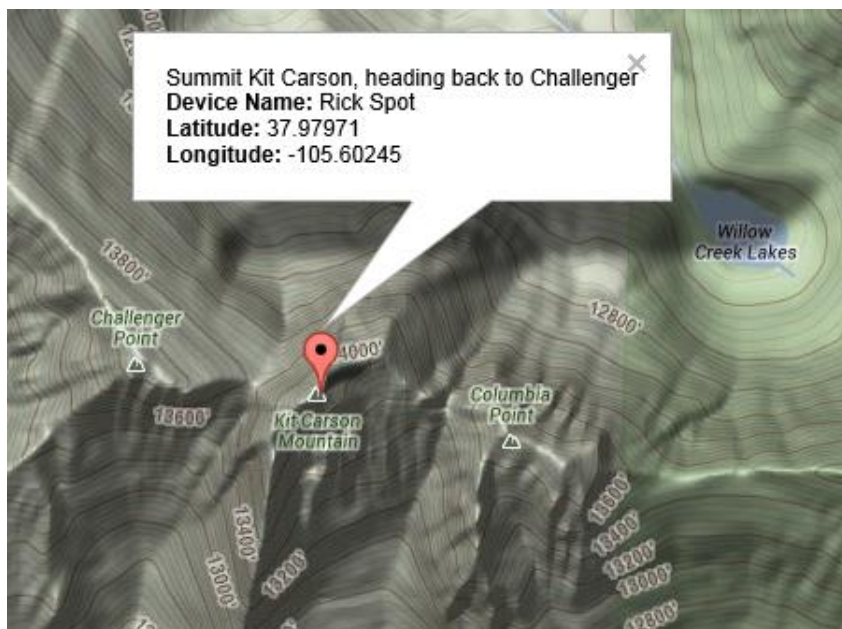 Summit Kit Carson, heading back to Challenger
Device Name: Rick Spot
Latitude: 37.97971
Longitude: -105.60245
×
Willow
Creek Lakes
13800'
Challenger
Point
12800'
4000'
Columbia
Point
13600'
Kit Carson
Mountain
13600'
13400'
13400'
13200'
13000'
13200'
13000'
12800'